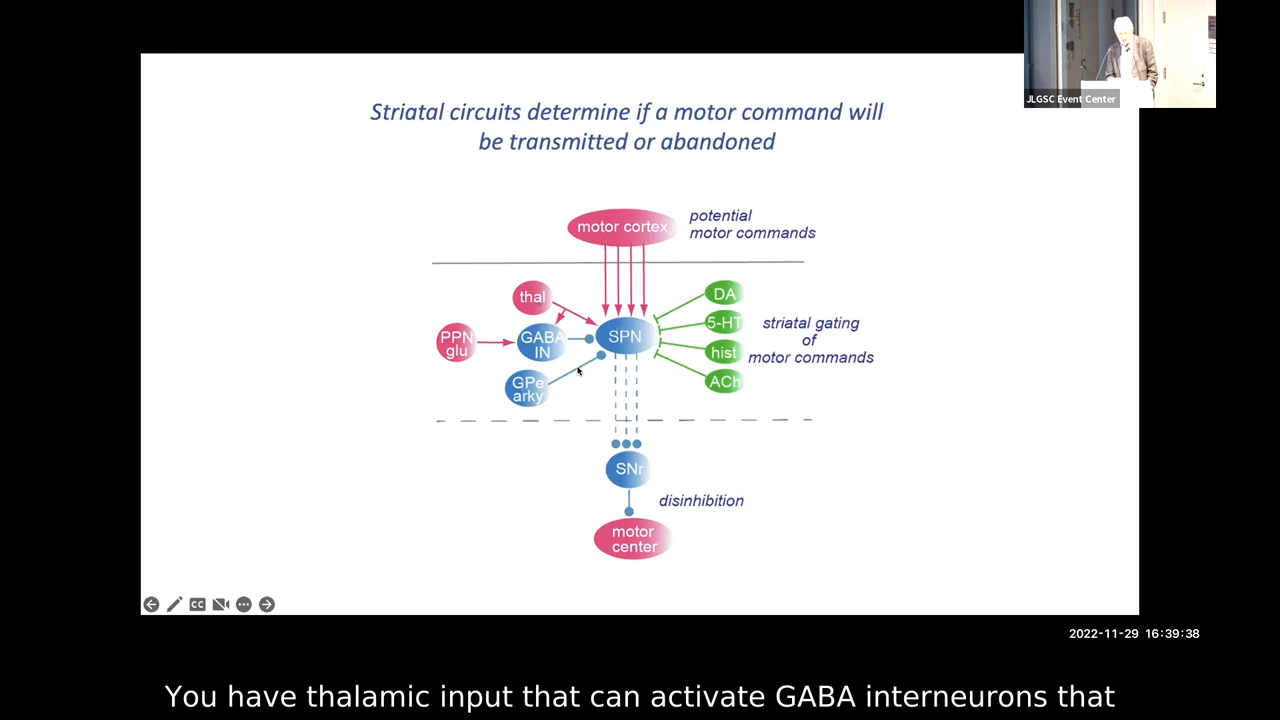 JLGSC Event Center
Striatal circuits determine if a motor command will
be transmitted or abandoned
motor cortex
potential
motor commands
thal
DA
PPN
glu
GABA
IN
SPN
5-HT
striatal gating
of
motor commands
hist
GPe
arky
ACh
SNr
disinhibition
motor
center
CC
2022-11-29 16:39:38
You have thalamic input that can activate GABA interneurons that